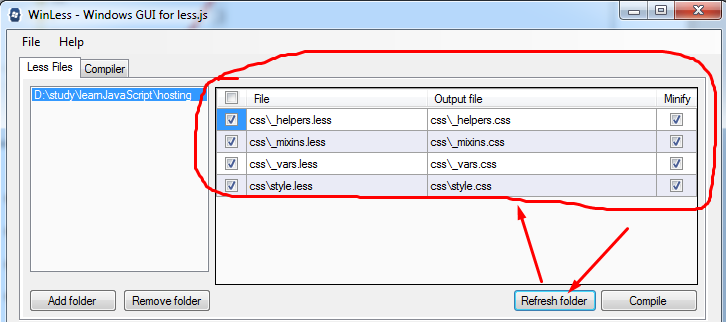 WinLess - Windows GUI for less.js
File Help
Less Files Compiler
D:\study\learnJavaScript\hosting
File Output file Minify
css\_helpers.less css\_helpers.css
css\_mixins.less css\_mixins.css
css\_vars.less css\_vars.css
css\style.less css\style.css
Add folder Remove folder Refresh folder Compile